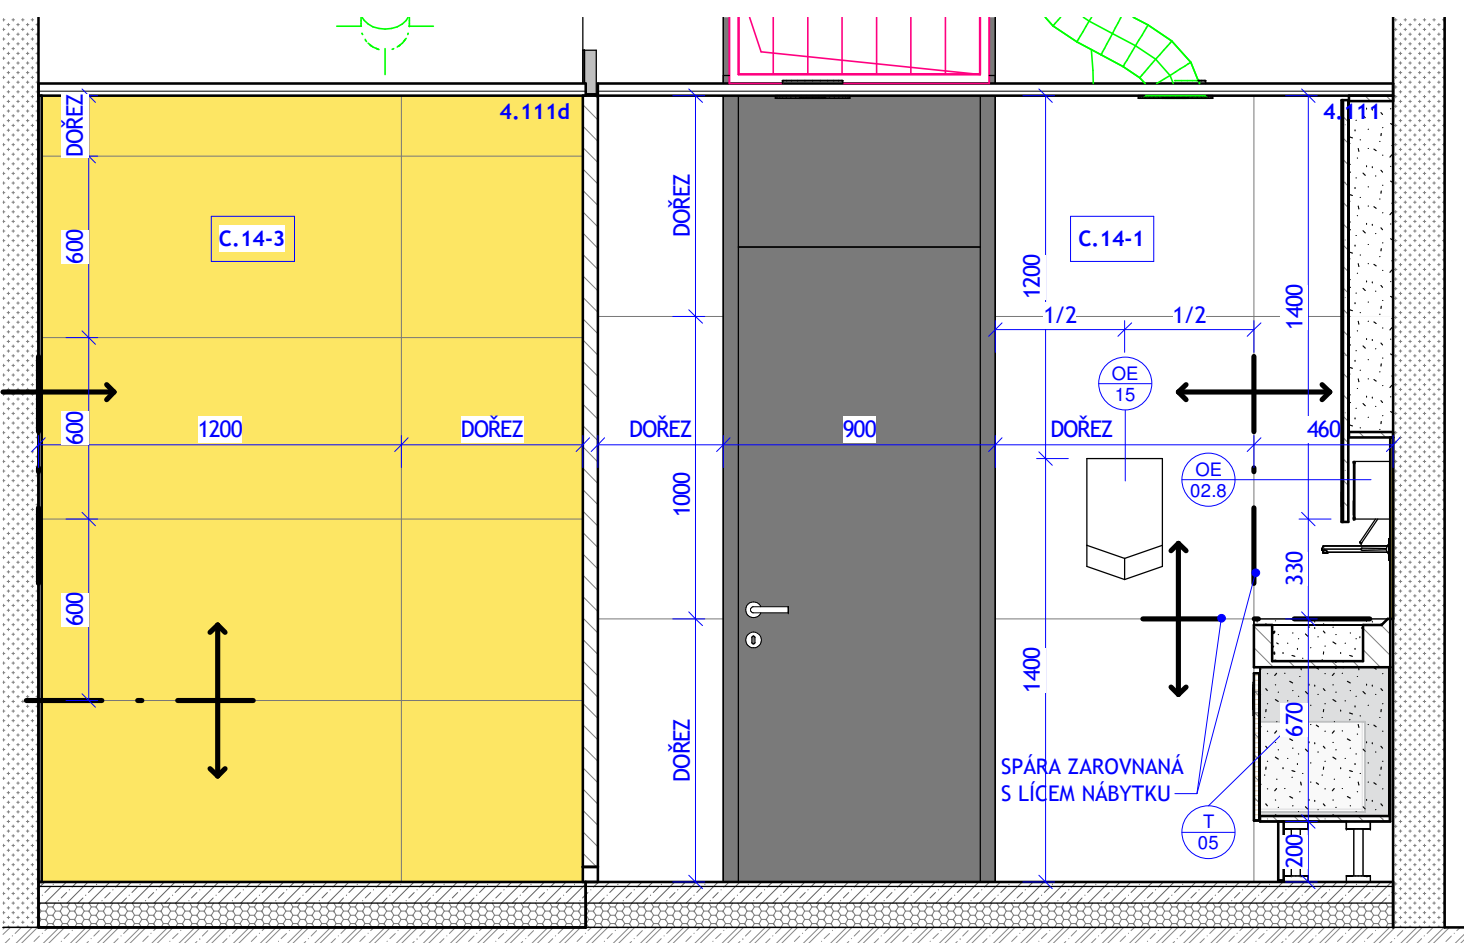 4.111d
4.111
DOŘEZ
DOŘEZ
C.14-3
C.14-1
600
1200
1400
1/2
1/2
OE
15
600
1200
DOŘEZ
DOŘEZ
900
DOŘEZ
460
OE
02.8
1000
330
600
1400
670
DOŘEZ
SPÁRA ZAROVNANÁ
S LÍCEM NÁBYTKU
T
05
200